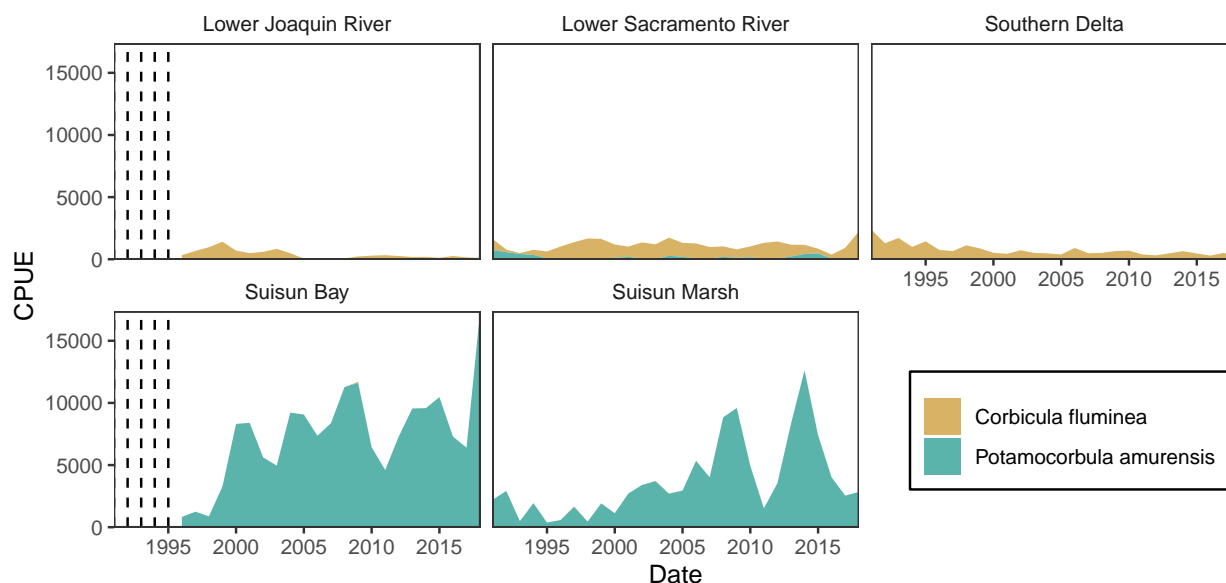 Lower Joaquin River
Lower Sacramento River
Southern Delta
15000
10000
5000
0
1995
2000
2005
2010
2015
Suisun Bay
Suisun Marsh
CPUE
15000
10000
5000
0
1995
2000
2005
2010
2015
1995
2000
2005
2010
2015
Date
Corbicula fluminea
Potamocorbula amurensis